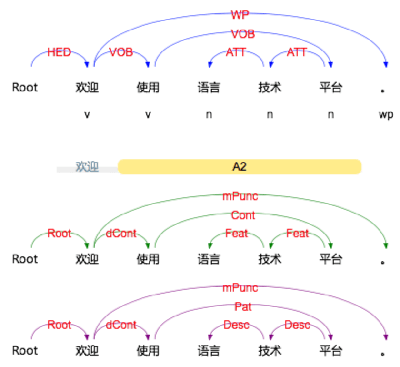 WP
VOB
HED VOB ATT ATT
Root 欢迎 使用 语言 技术 平台 。
v v n n n wp
欢迎 A2
mPunc
Cont
Root dCont Feat Feat
Root 欢迎 使用 语言 技术 平台 。
mPunc
Pat
Root dCont Desc Desc
Root 欢迎 使用 语言 技术 平台 。